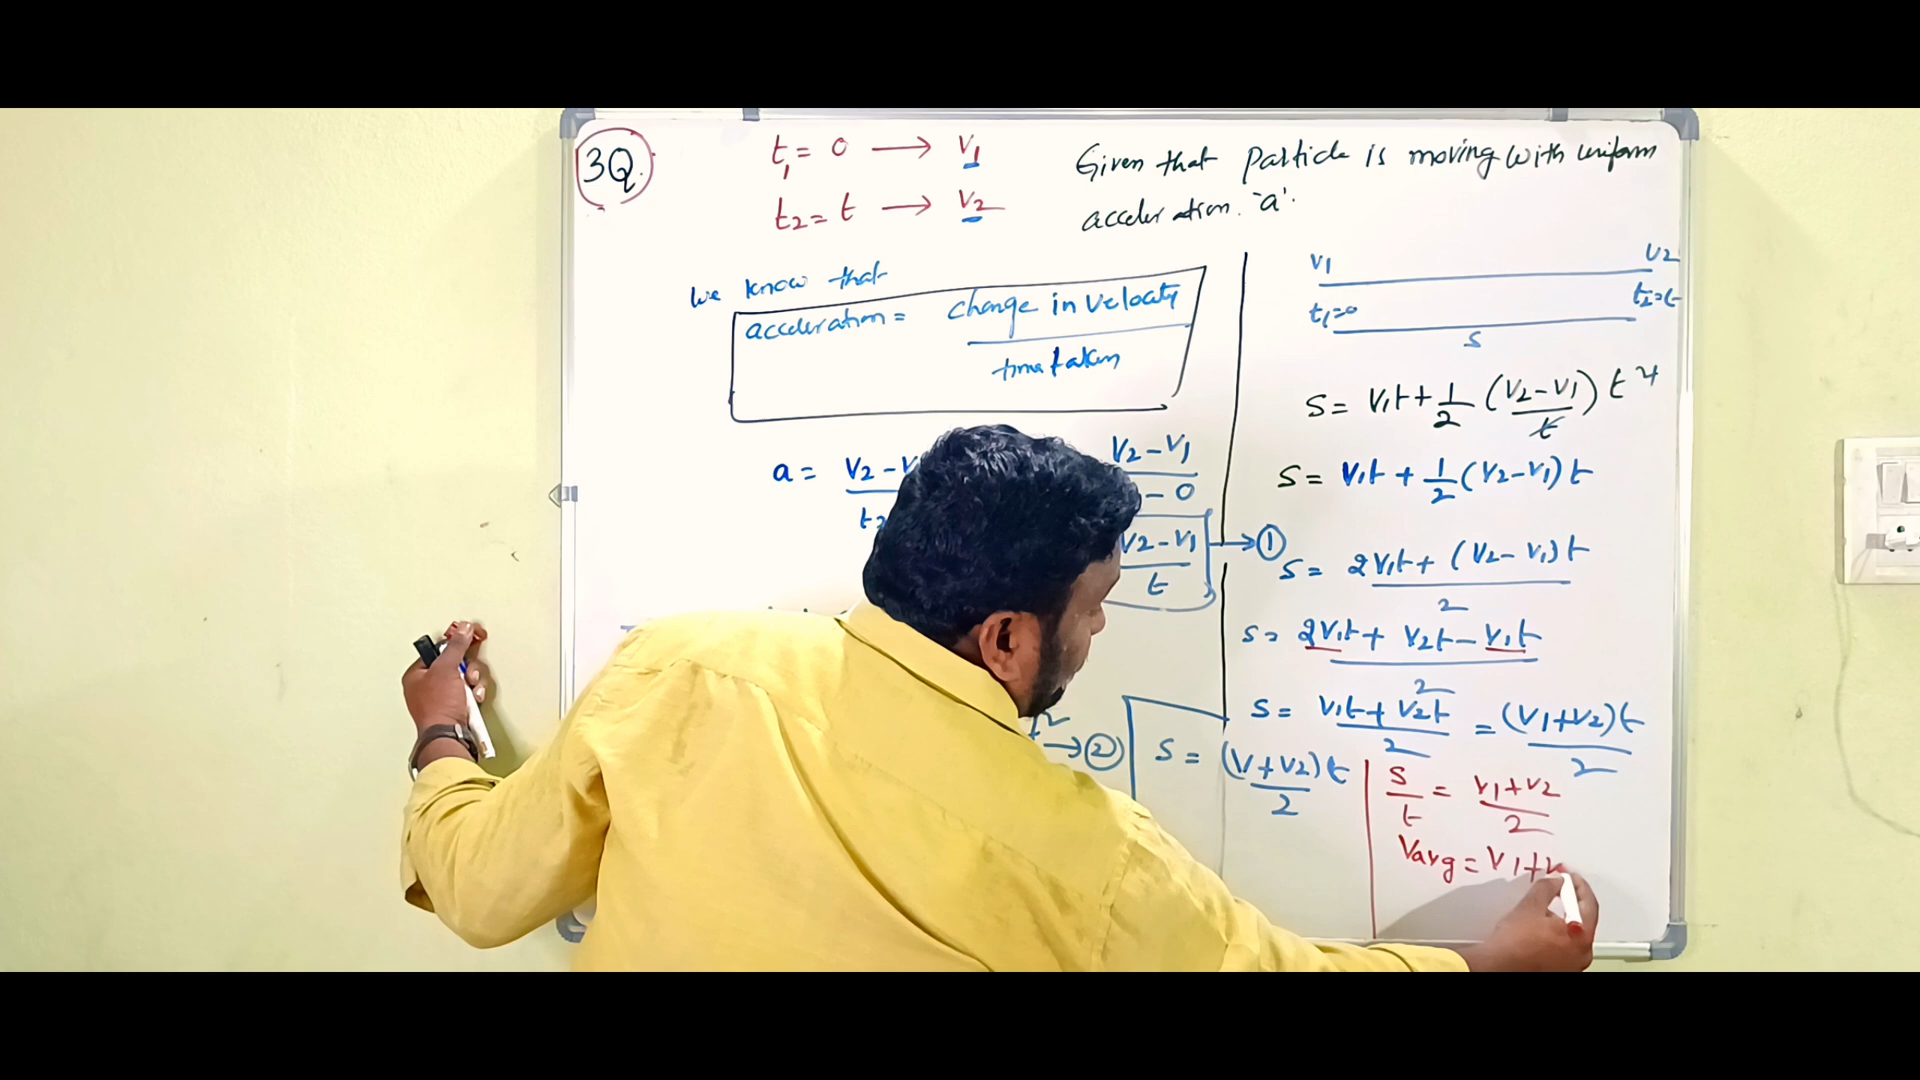 3Q.
t₁ = 0 → V₁
t₂ = t → V₂
Given that particle is moving with uniform
acceleration 'a'.
We know that
acceleration = change in velocity
time taken
a = V₂ - V
t₂
V₂ - V₁
- 0
V₂ - V₁ → ①
t
→ ②
S = (V + V₂) t
2
V₁ V₂
t₁=0 t₂=t
S
S = V₁t + 1/2 (V₂ - V₁ / t) t²
S = V₁t + 1/2 (V₂ - V₁) t
S = 2V₁t + (V₂ - V₁) t
2
S = 2V₁t + V₂t - V₁t
2
S = V₁t + V₂t / 2 = (V₁+V₂)t / 2
S/t = V₁+V₂ / 2
Vavg = V₁+V